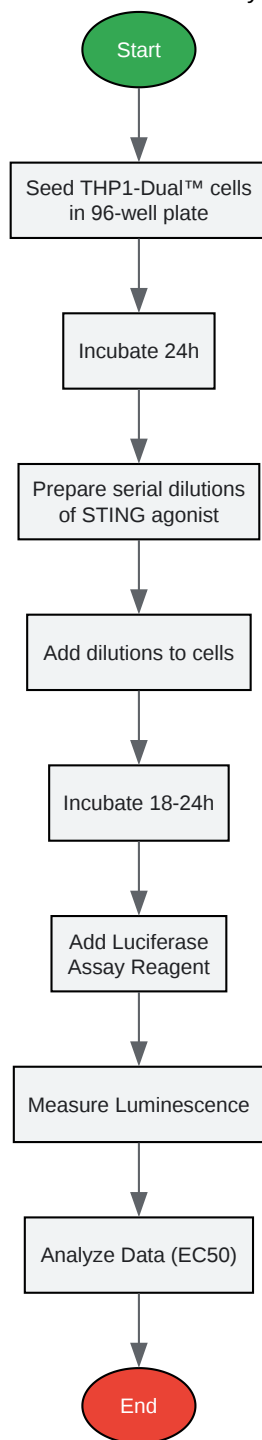 Start
Seed THP1-Dual™ cells
in 96-well plate
Incubate 24h
Prepare serial dilutions
of STING agonist
Add dilutions to cells
Incubate 18-24h
Add Luciferase
Assay Reagent
Measure Luminescence
Analyze Data (EC50)
End